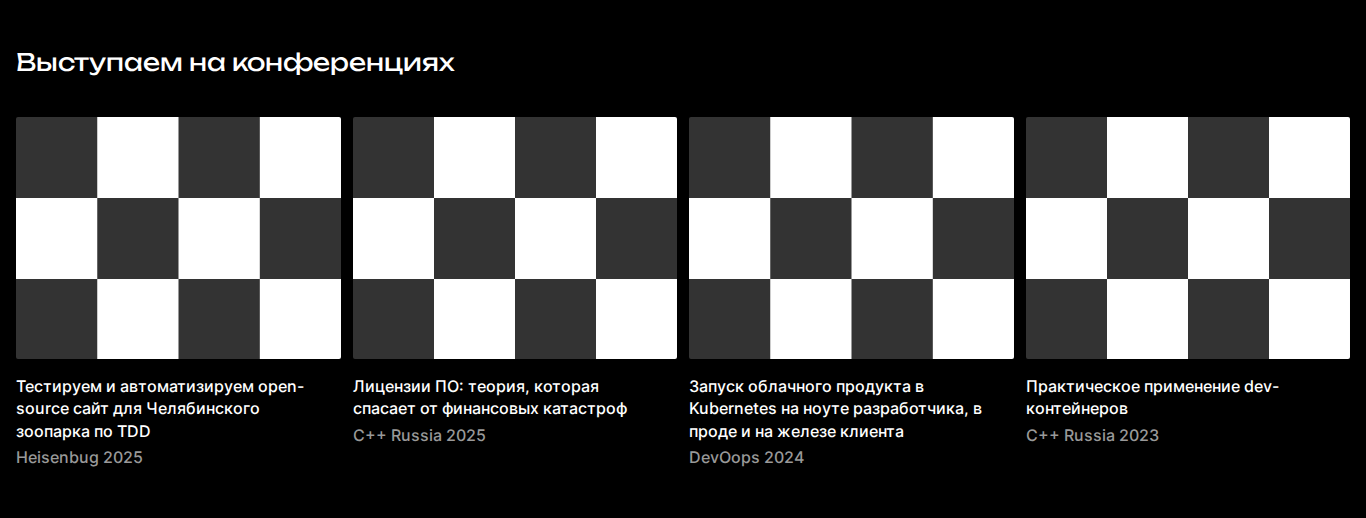 Выступаем на конференциях
Тестируем и автоматизируем open-
source сайт для Челябинского
зоопарка по TDD
Heisenbug 2025
Лицензии ПО: теория, которая
спасает от финансовых катастроф
C++ Russia 2025
Запуск облачного продукта в
Kubernetes на ноуте разработчика, в
проде и на железе клиента
DevOops 2024
Практическое применение dev-
контейнеров
C++ Russia 2023